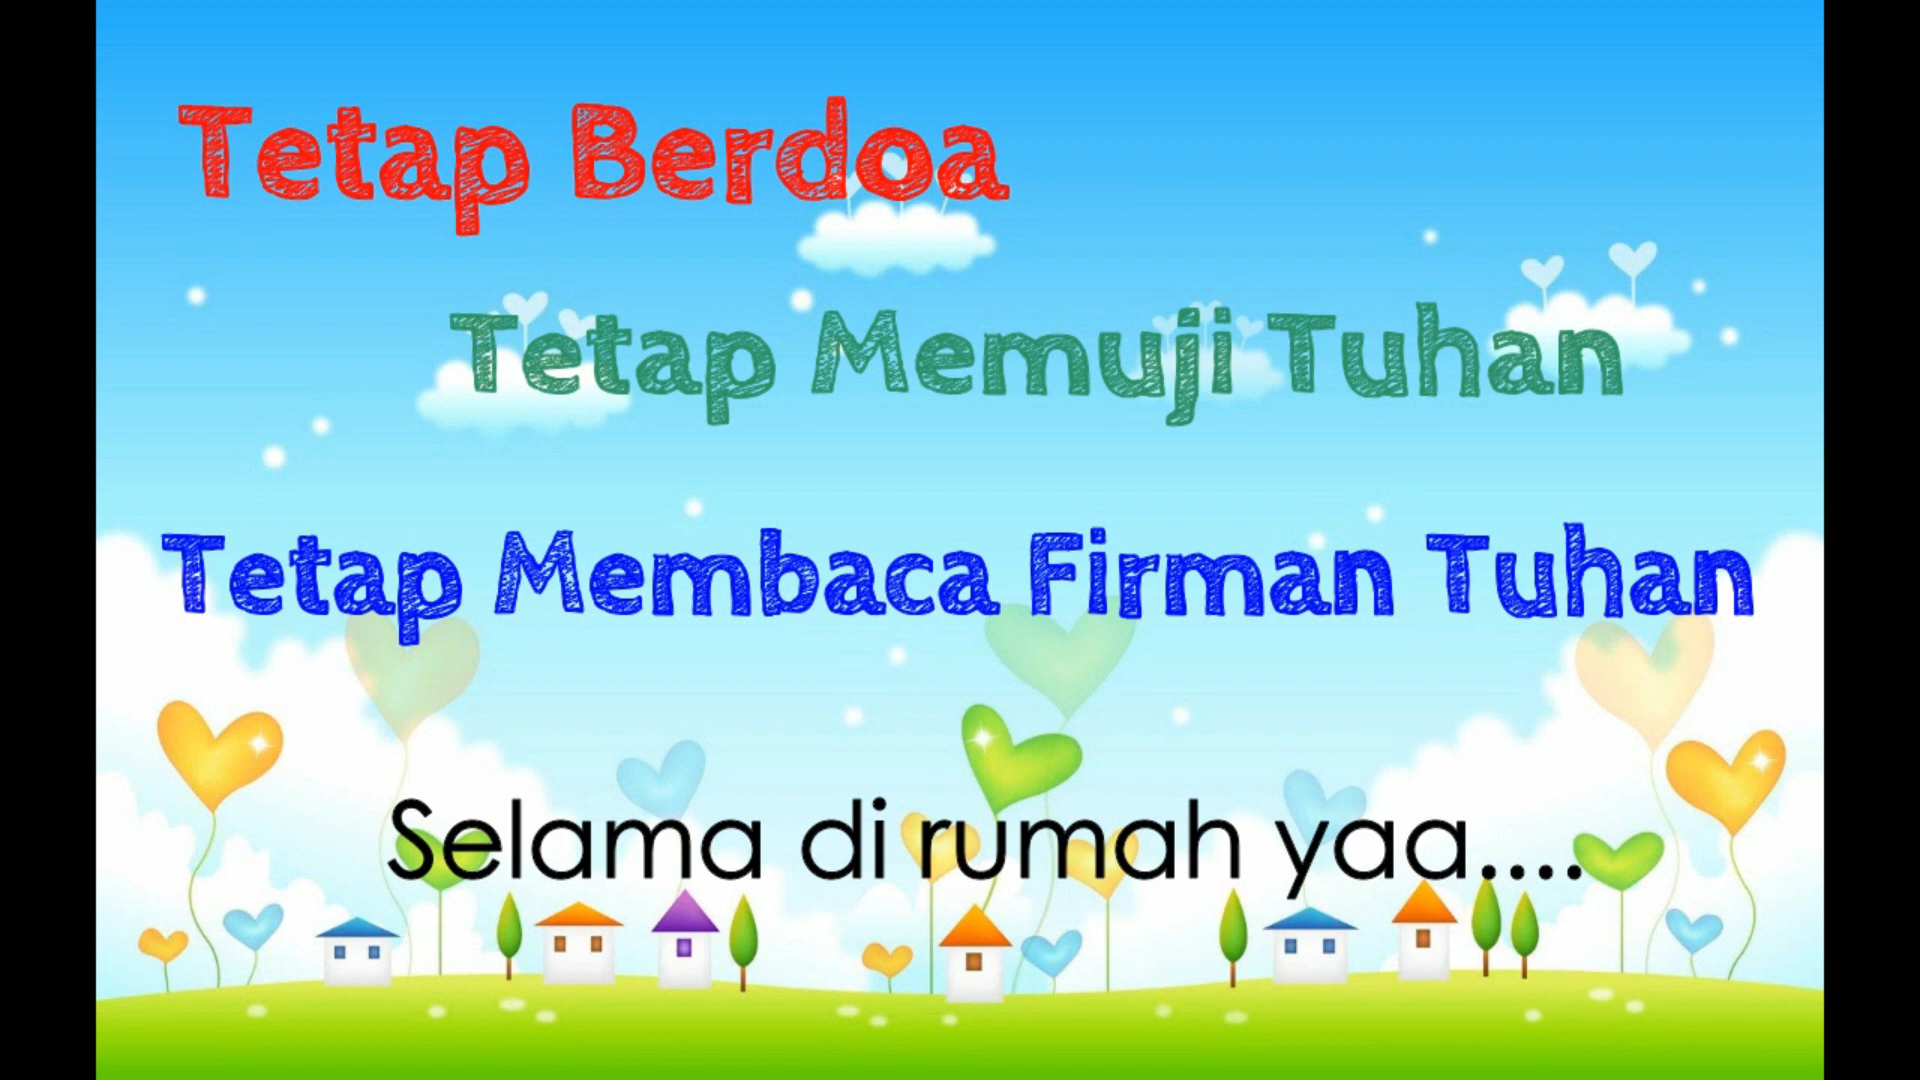 Tetap Berdoa
Tetap Memuji Tuhan
Tetap Membaca Firman Tuhan
Selama di rumah yaa....